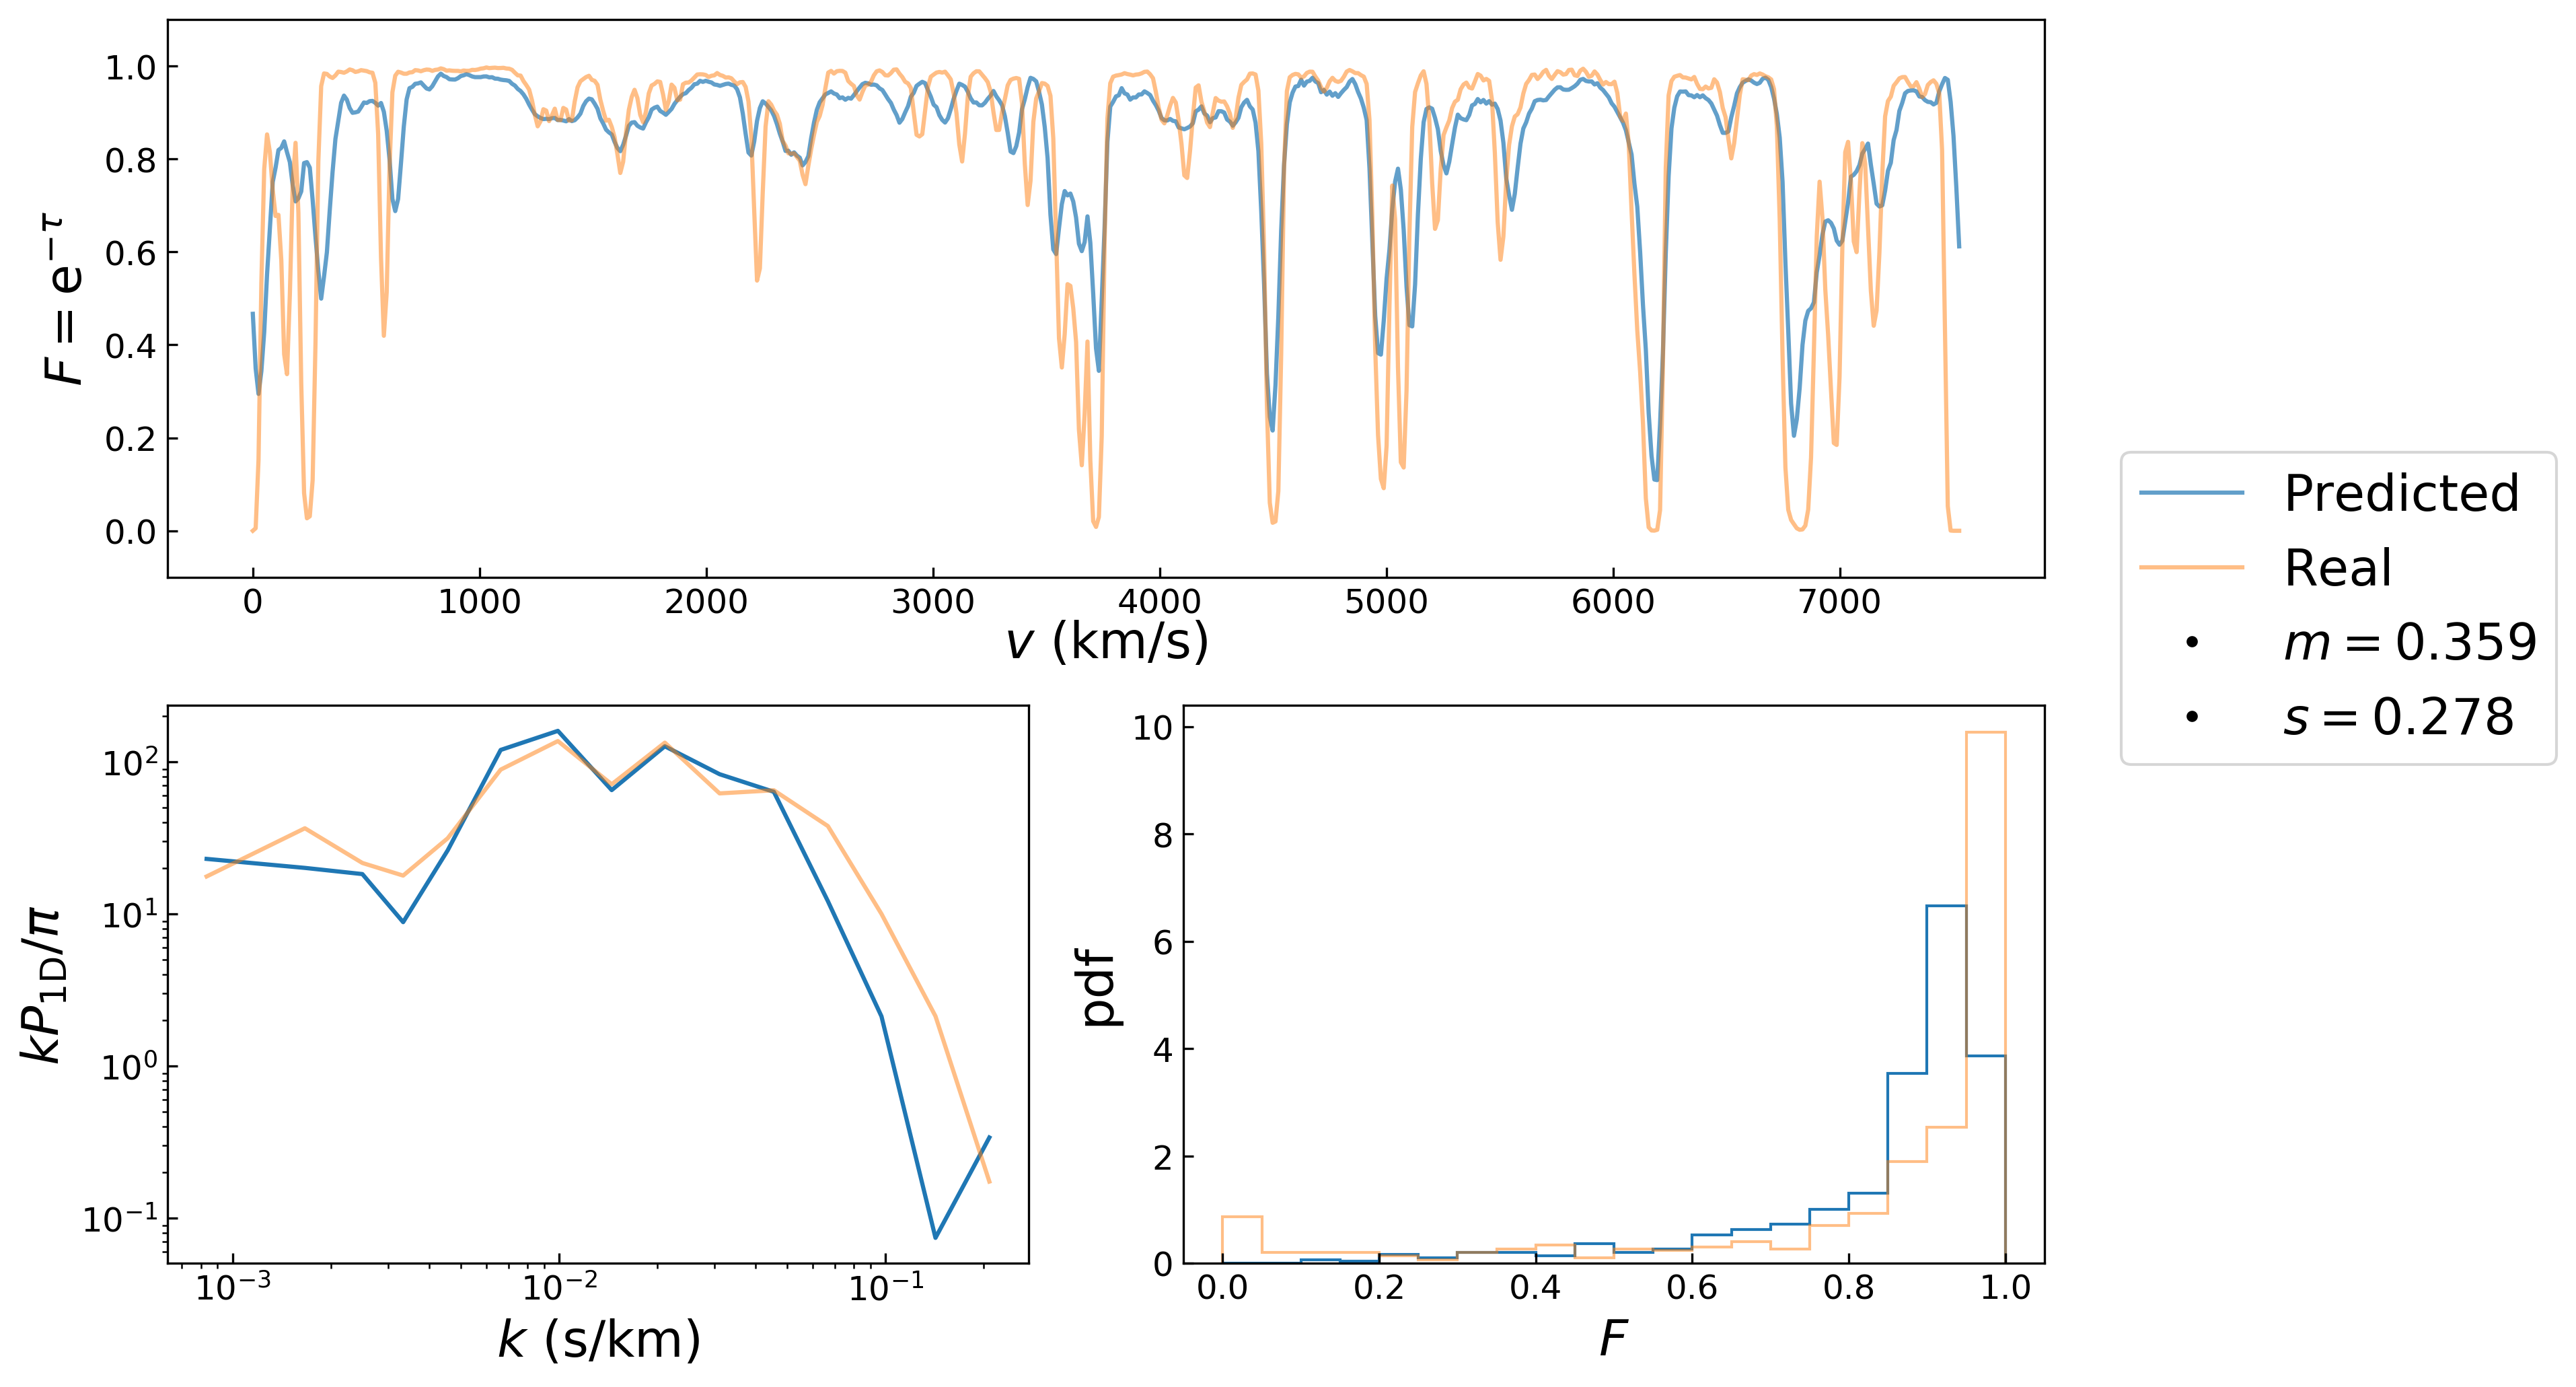 1.0
0.8
0.6
0.4
0.2
0.0
F = e^{-τ}
0 1000 2000 3000 4000 5000 6000 7000
v (km/s)
Predicted
Real
m = 0.359
s = 0.278
10^2
10^1
10^0
10^{-1}
kP_{1D}/π
10^{-3} 10^{-2} 10^{-1}
k (s/km)
10
8
6
4
2
0
pdf
0.0 0.2 0.4 0.6 0.8 1.0
F